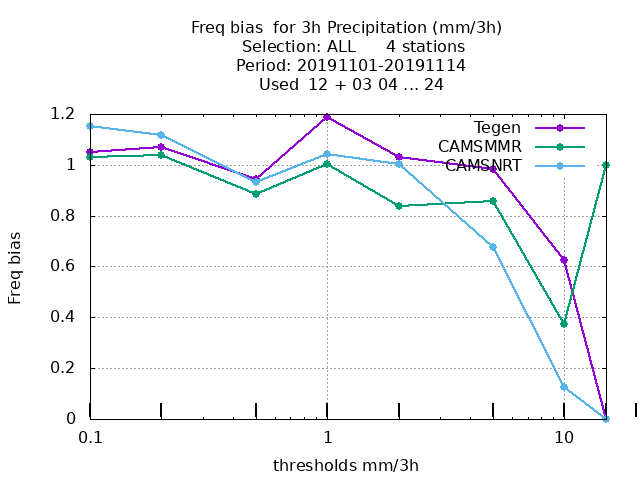 Freq bias  for 3h Precipitation (mm/3h)
Selection: ALL      4 stations
Period: 20191101-20191114
Used  12 + 03 04 ... 24
Tegen
CAMSMMR
CAMSNRT
1.2
1
0.8
0.6
0.4
0.2
0
Freq bias
0.1
1
10
thresholds mm/3h